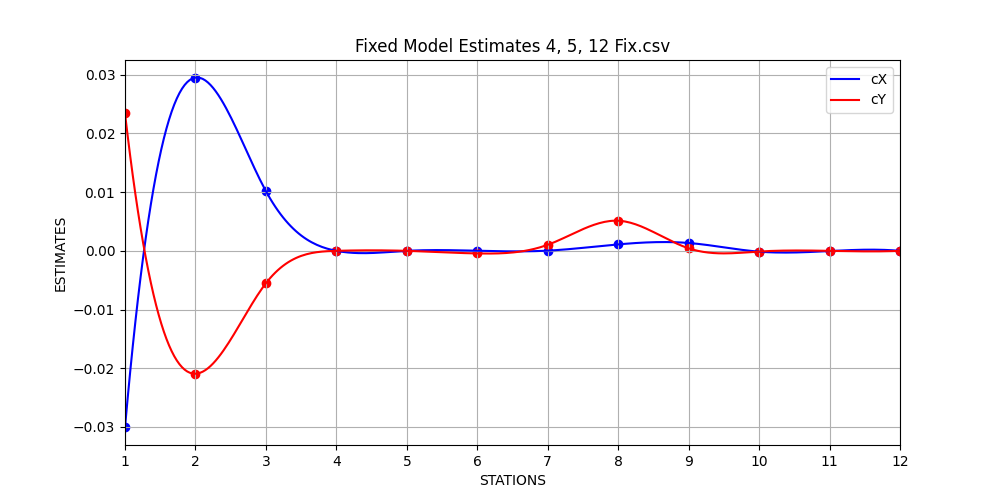 Fixed Model Estimates 4, 5, 12 Fix.csv
cX
cY
ESTIMATES
0.03
0.02
0.01
0.00
−0.01
−0.02
−0.03
1 2 3 4 5 6 7 8 9 10 11 12
STATIONS